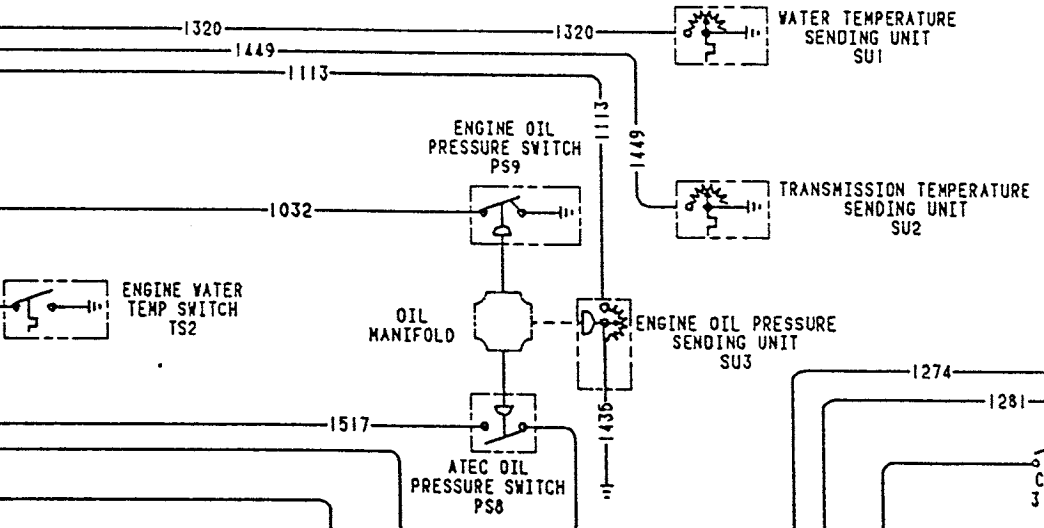 1320
1320
WATER TEMPERATURE
SENDING UNIT
SU1
1449
1113
1113
1449
ENGINE OIL
PRESSURE SWITCH
PS9
TRANSMISSION TEMPERATURE
SENDING UNIT
SU2
1032
ENGINE WATER
TEMP SWITCH
TS2
OIL
MANIFOLD
ENGINE OIL PRESSURE
SENDING UNIT
SU3
1274
1281
1435
1517
ATEC OIL
PRESSURE SWITCH
PS8
C
3